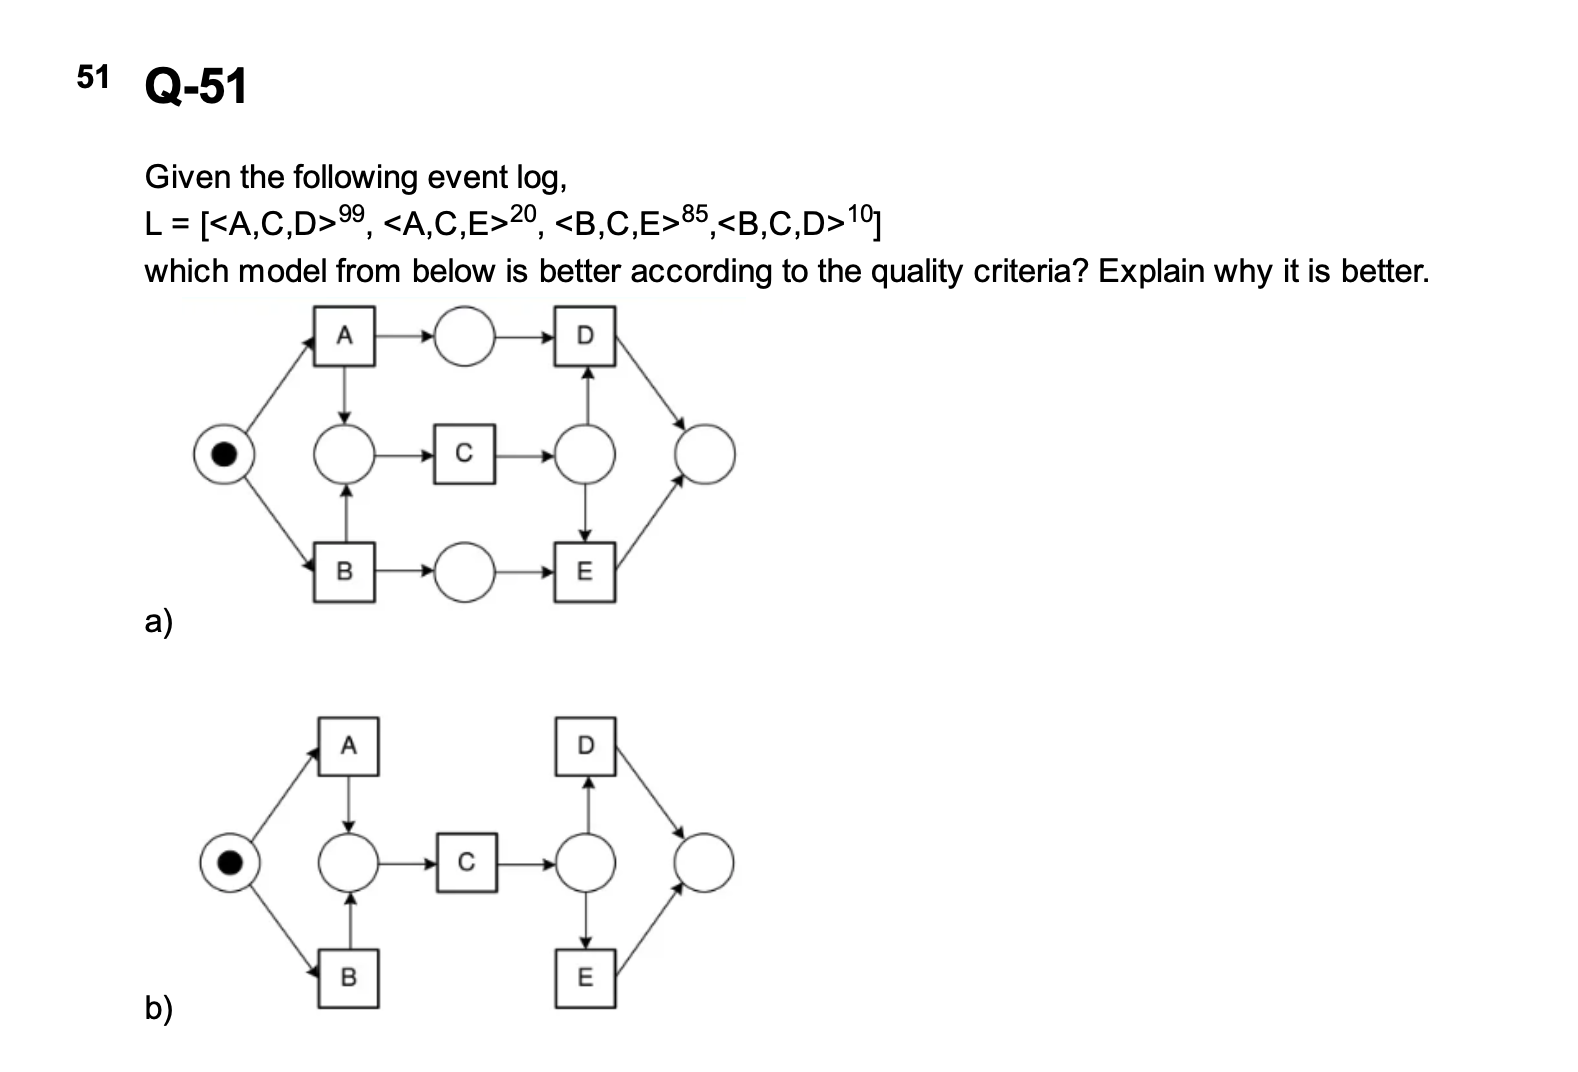 51 Q-51
Given the following event log,
L = [<A,C,D>99, <A,C,E>20, <B,C,E>85,<B,C,D>10]
which model from below is better according to the quality criteria? Explain why it is better.
A D
C
B E
a)
A D
C
B E
b)